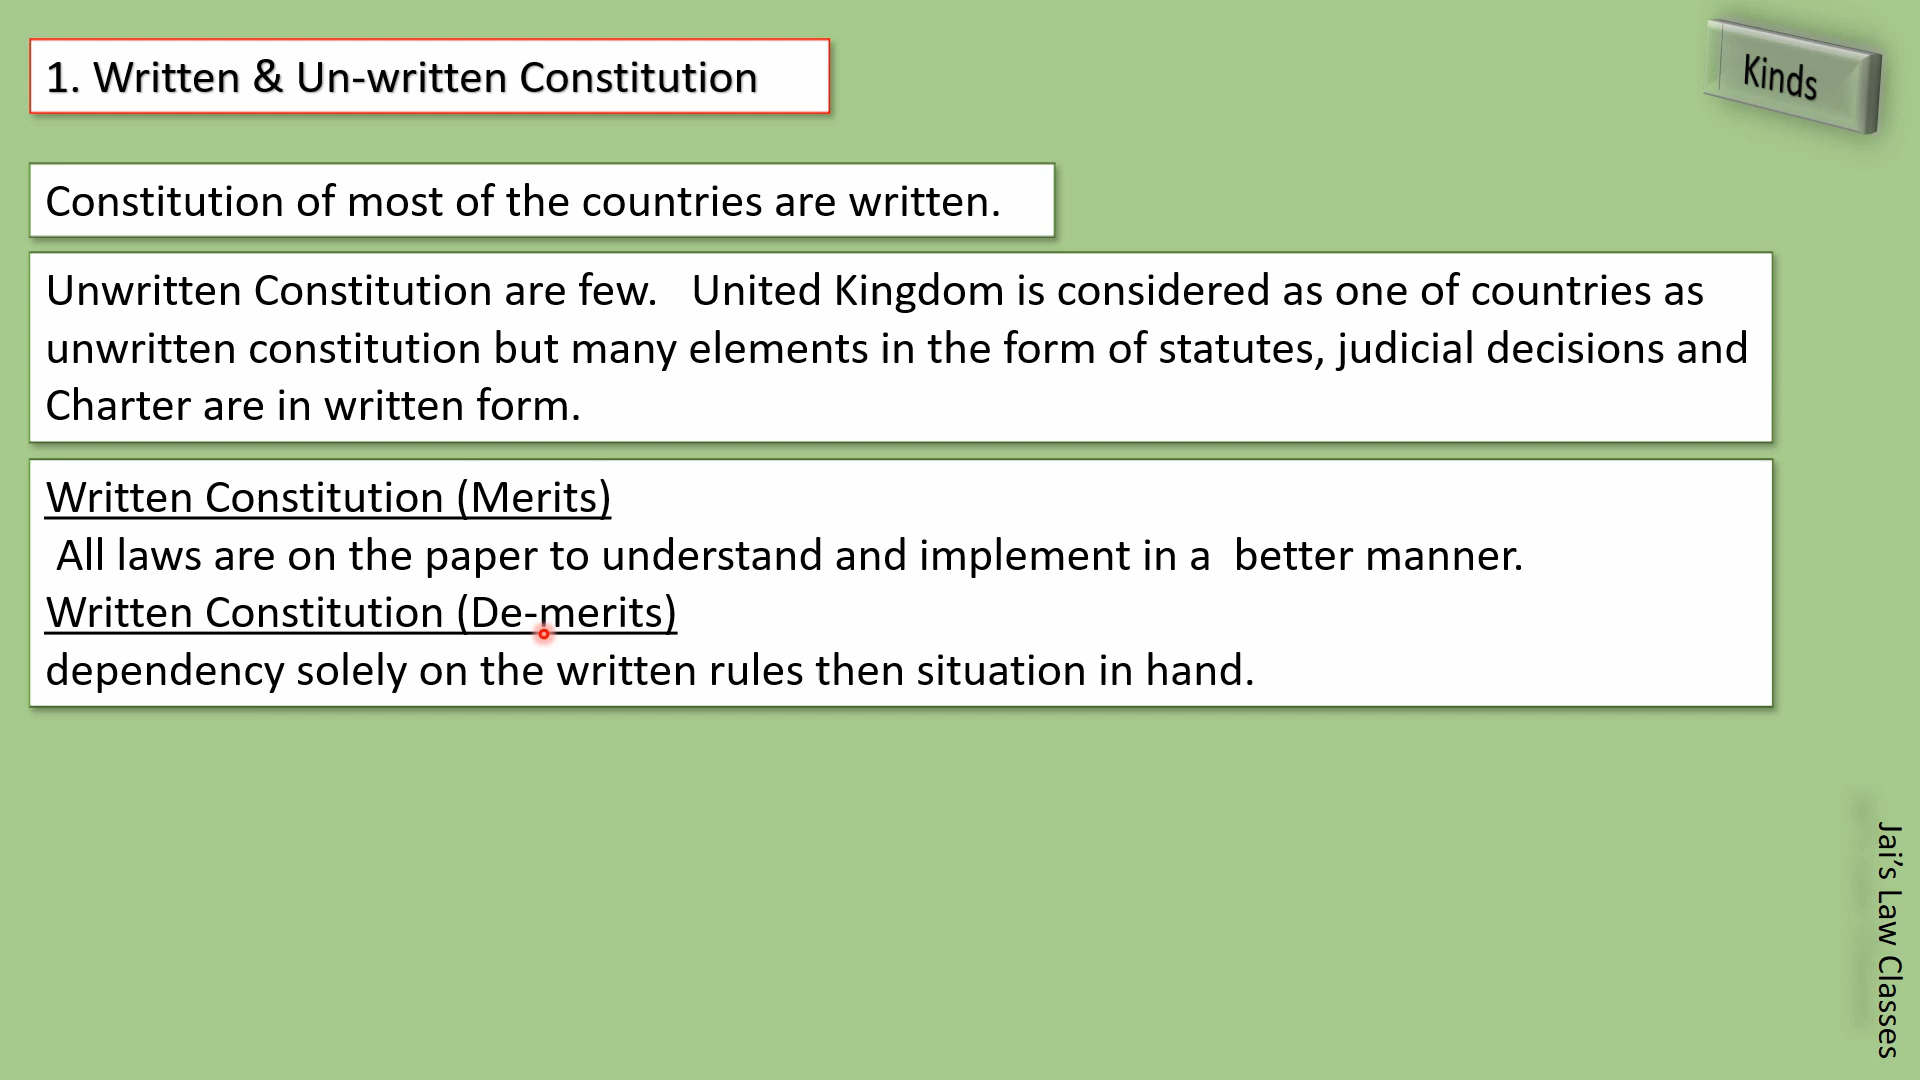 1. Written & Un-written Constitution
Kinds
Constitution of most of the countries are written.
Unwritten Constitution are few.   United Kingdom is considered as one of countries as
unwritten constitution but many elements in the form of statutes, judicial decisions and
Charter are in written form.
Written Constitution (Merits)
All laws are on the paper to understand and implement in a  better manner.
Written Constitution (De-merits)
dependency solely on the written rules then situation in hand.
Jai's Law Classes